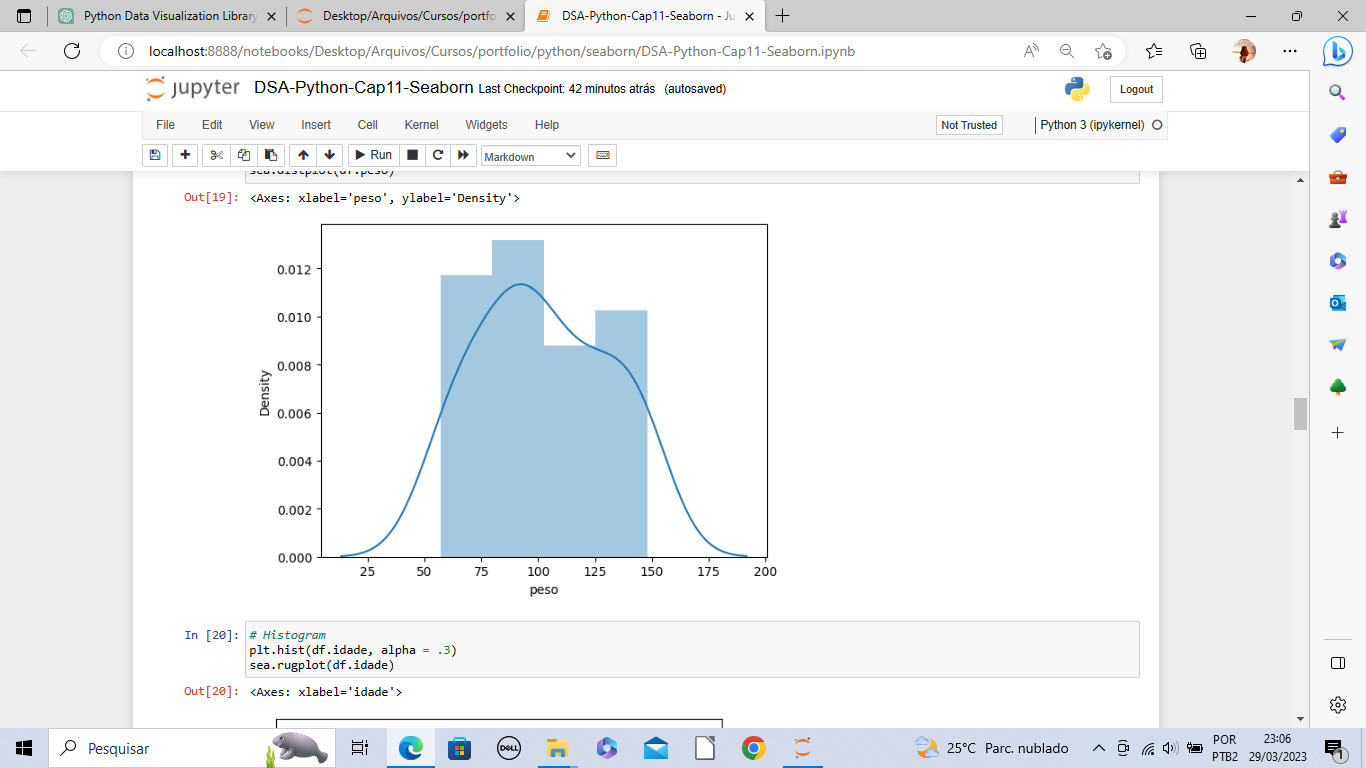 Python Data Visualization Library
Desktop/Arquivos/Cursos/portfo
DSA-Python-Cap11-Seaborn - Ju
localhost:8888/notebooks/Desktop/Arquivos/Cursos/portfolio/python/seaborn/DSA-Python-Cap11-Seaborn.ipynb
jupyter DSA-Python-Cap11-Seaborn Last Checkpoint: 42 minutos atrás (autosaved)
Logout
File Edit View Insert Cell Kernel Widgets Help
Not Trusted
Python 3 (ipykernel)
Run
Markdown
sea.distplot(df.peso)
Out[19]: <Axes: xlabel='peso', ylabel='Density'>
0.012
0.010
0.008
0.006
0.004
0.002
0.000
Density
25 50 75 100 125 150 175 200
peso
In [20]: # Histogram
plt.hist(df.idade, alpha = .3)
sea.rugplot(df.idade)
Out[20]: <Axes: xlabel='idade'>
Pesquisar
DELL
25°C Parc. nublado
POR
PTB2
23:06
29/03/2023
1